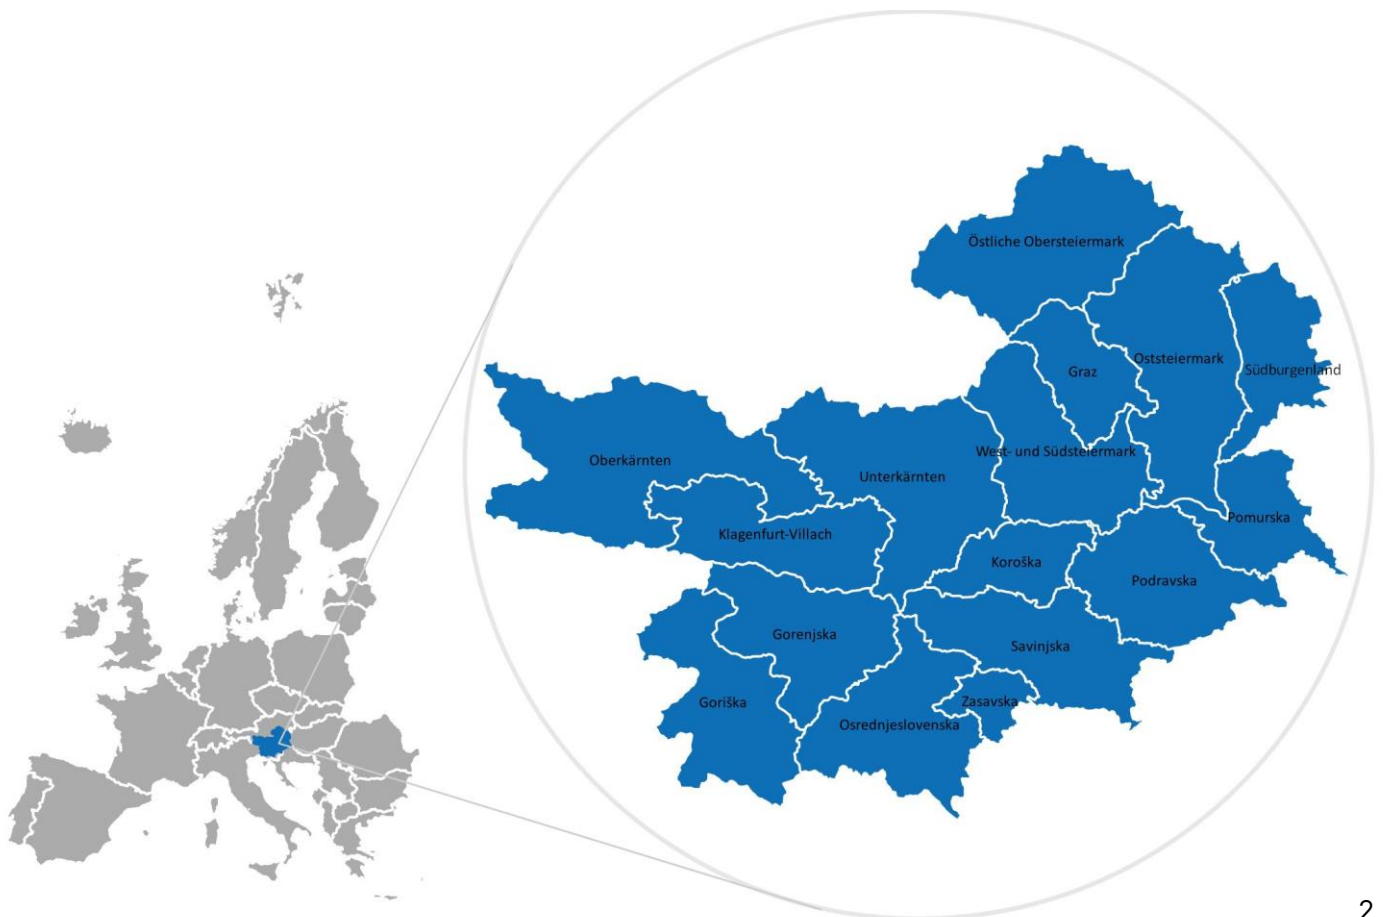 Östliche Obersteiermark
Oststeiermark
Graz
Südburgenland
West- und Südsteiermark
Oberkärnten
Unterkärnten
Pomurska
Klagenfurt-Villach
Koroška
Podravska
Gorenjska
Savinjska
Goriška
Zasavska
Osrednjeslovenska
2